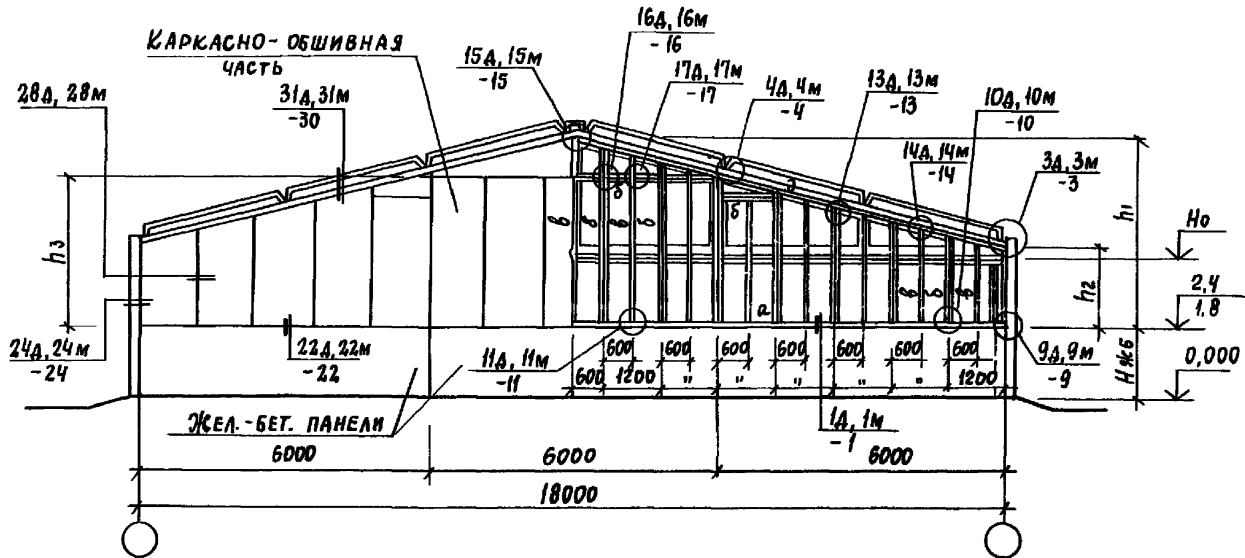 16д, 16м
-16
КАРКАСНО-ОБШИВНАЯ
ЧАСТЬ
15д, 15м
-15
17д, 17м
-17
4д, 4м
-4
13д, 13м
-13
28д, 28м
31д, 31м
-30
10д, 10м
-10
14д, 14м
-14
3д, 3м
-3
б
в
в
в
б
б
h3
h1
h2
Но
в
б
в
а
2,4
1,8
24д, 24м
-24
22д, 22м
-22
11д, 11м
-11
600
600
600
600
600
600
600
600
1200
"
"
"
"
"
1200
9д, 9м
-9
Нжб
0,000
ЖЕЛ.-БЕТ. ПАНЕЛИ
1д, 1м
-1
6000
6000
6000
18000